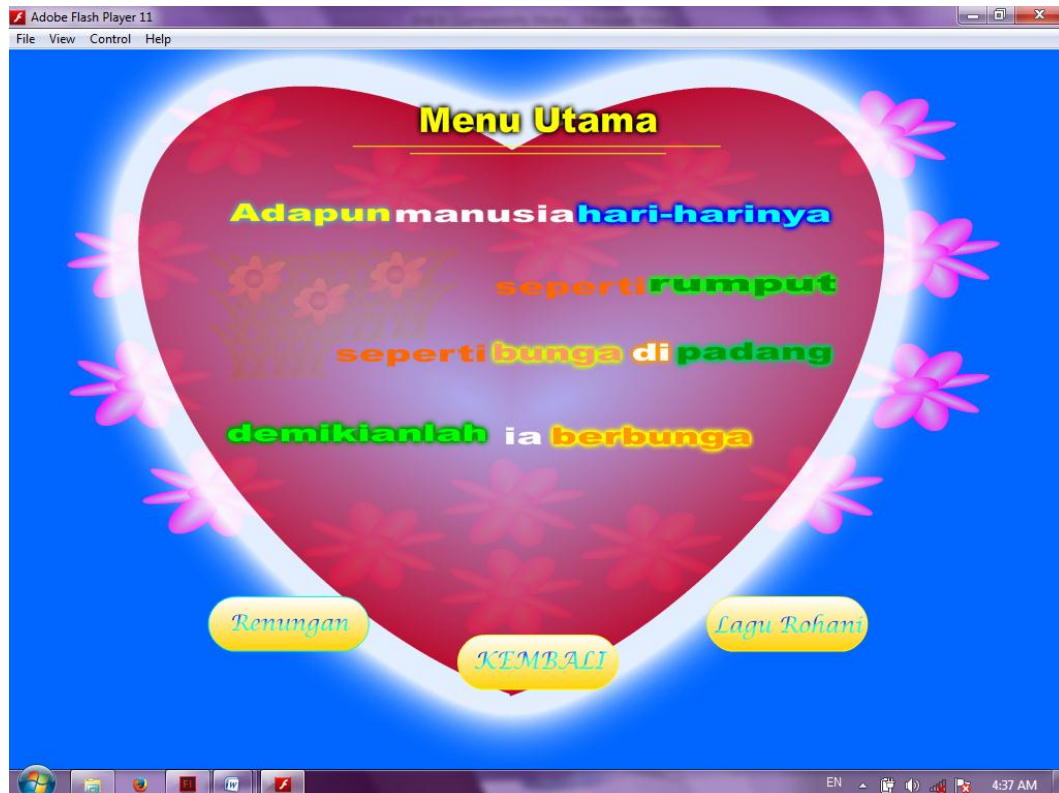 Adobe Flash Player 11
File View Control Help
Menu Utama
Adapun manusia hari-harinya
seperti rumput
seperti bunga di padang
demikianlah ia berbunga
Renungan
KEMBALI
Lagu Rohani
EN
4:37 AM